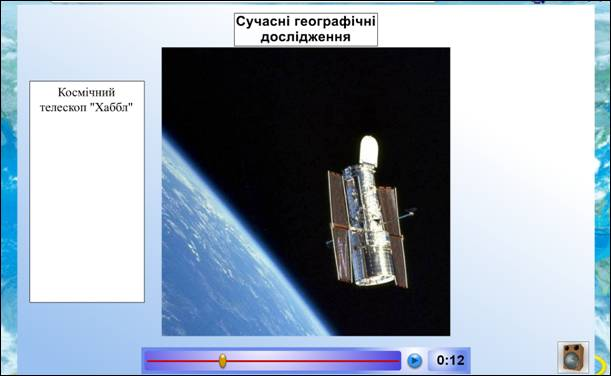 Сучасні географічні
дослідження
Космічний
телескоп "Хаббл"
0:12